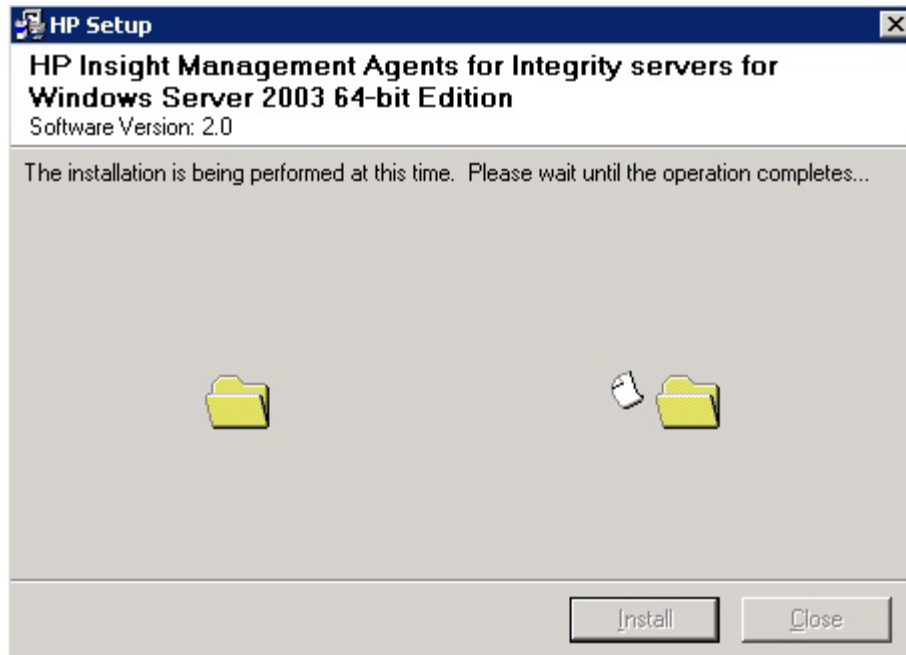 HP Setup
HP Insight Management Agents for Integrity servers for
Windows Server 2003 64-bit Edition
Software Version: 2.0
The installation is being performed at this time.  Please wait until the operation completes...
Install
Close